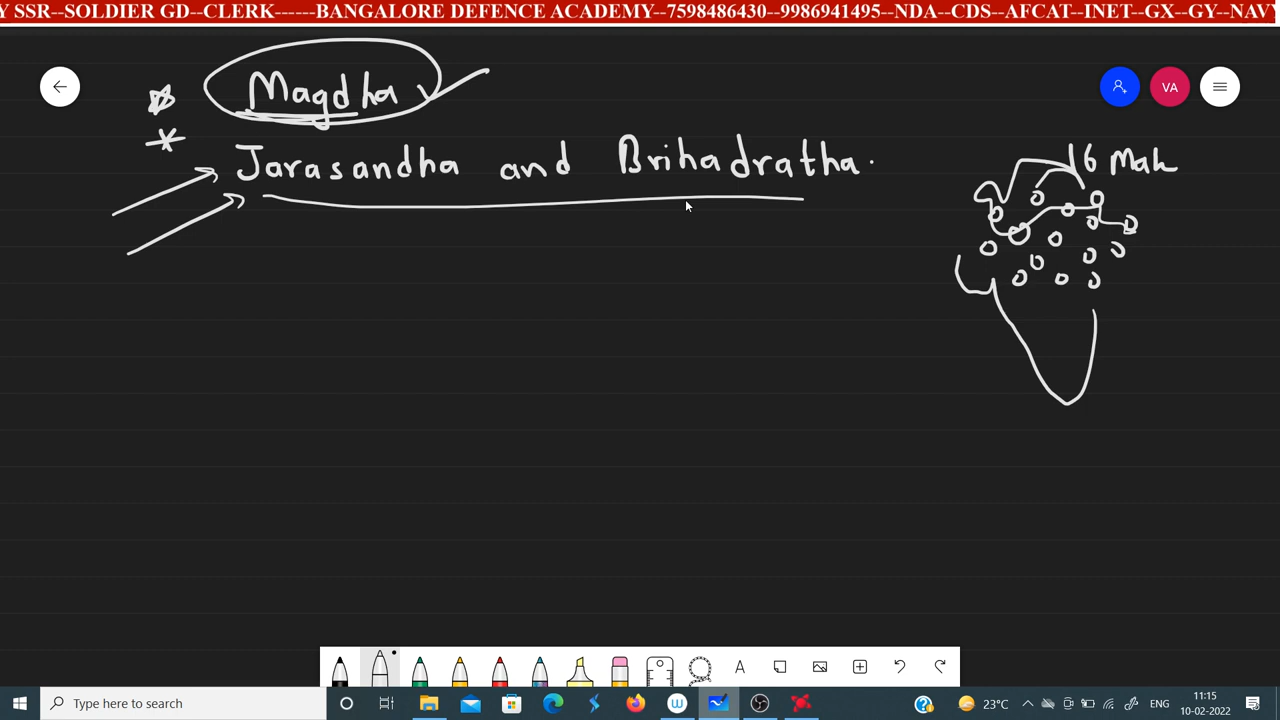 Y SSR--SOLDIER GD--CLERK------BANGALORE DEFENCE ACADEMY--7598486430--9986941495--NDA--CDS--AFCAT--INET--GX--GY--NAVY
Magdha
VA
Jarasandha and Brihadratha.
16 Mah
A
Type here to search
23°C
ENG
11:15
10-02-2022